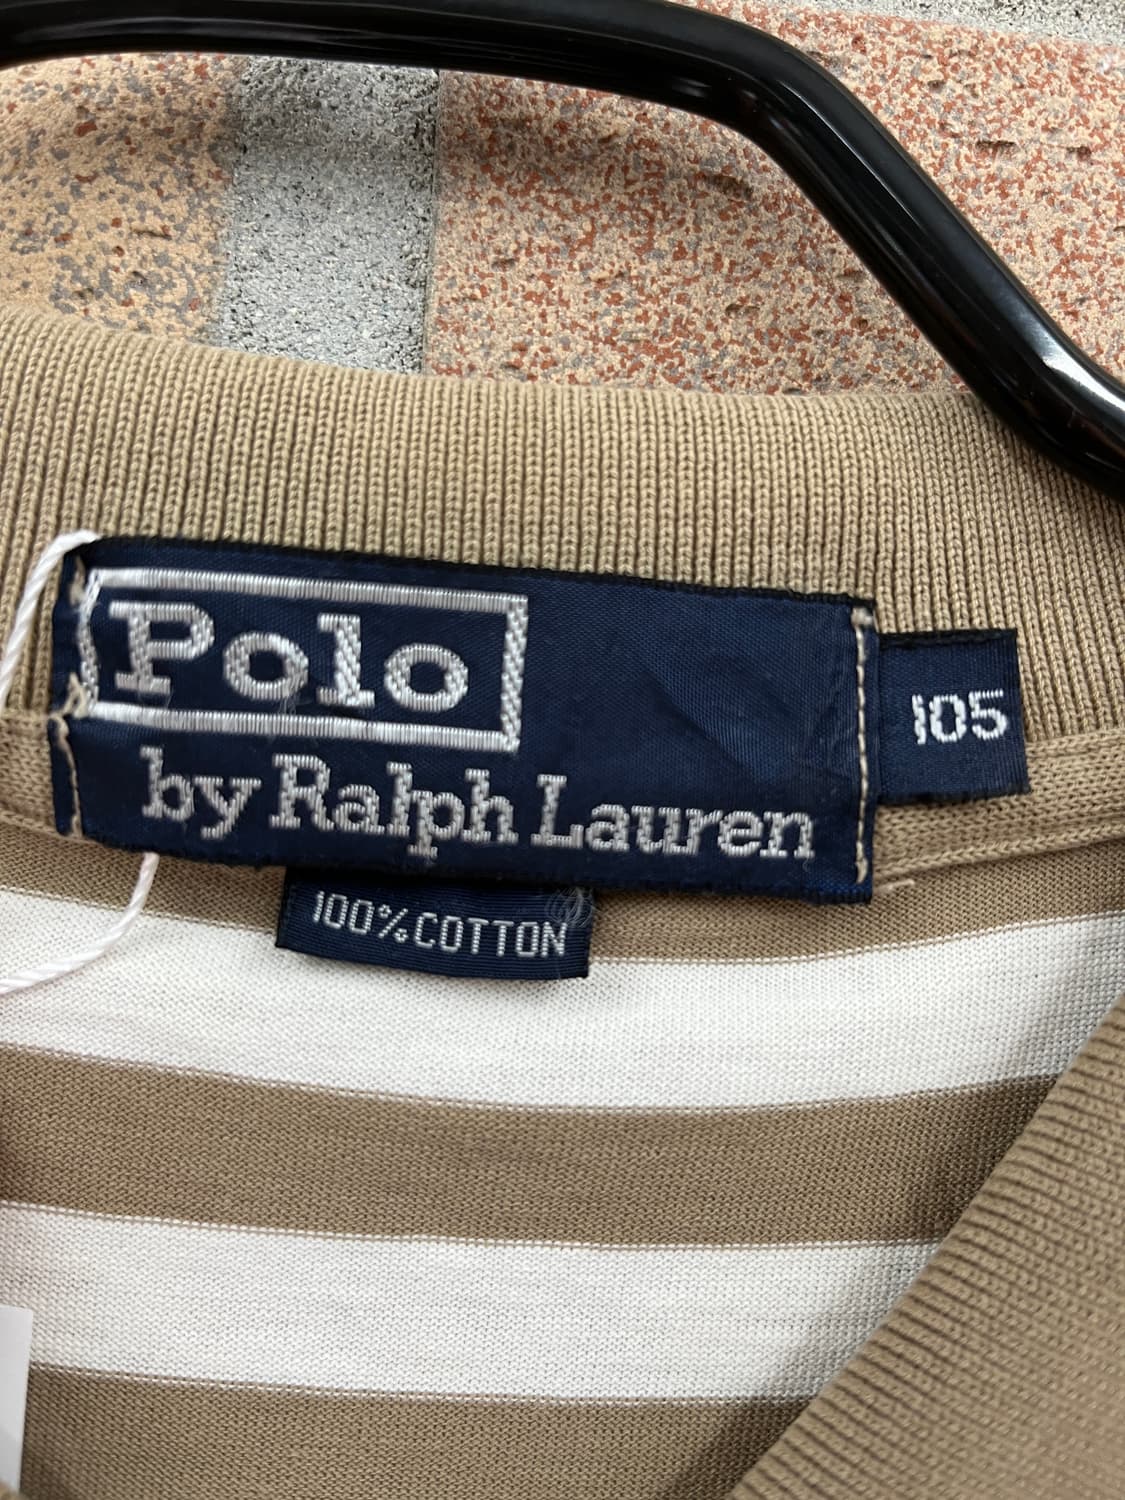 Polo
by Ralph Lauren
105
100% COTTON